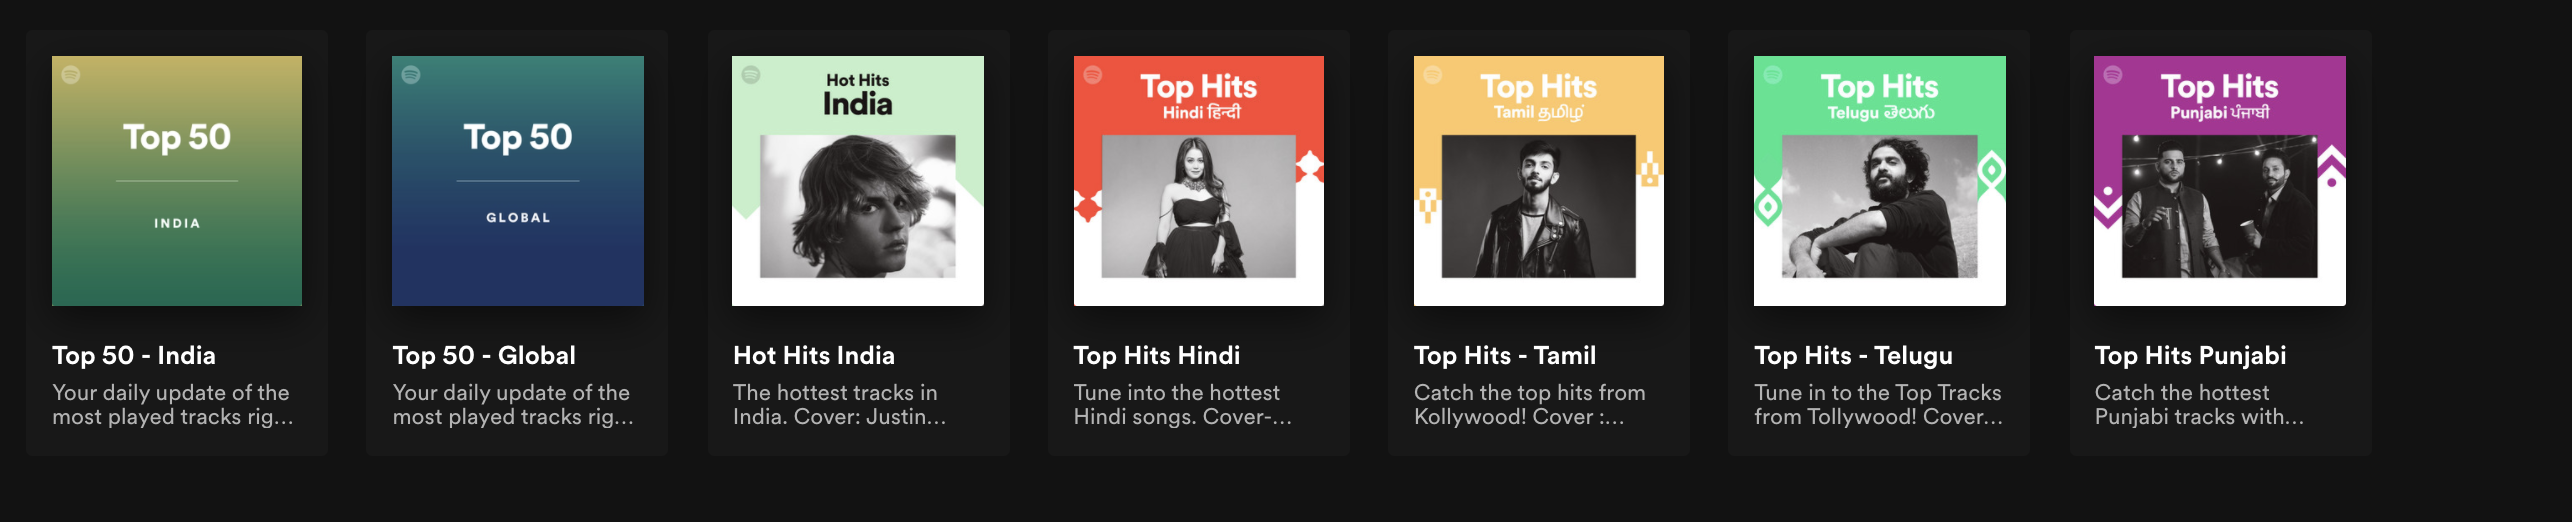 Top 50
INDIA
Top 50 - India
Your daily update of the
most played tracks rig...
Top 50
GLOBAL
Top 50 - Global
Your daily update of the
most played tracks rig...
Hot Hits
India
Hot Hits India
The hottest tracks in
India. Cover: Justin...
Top Hits
Hindi हिन्दी
Top Hits Hindi
Tune into the hottest
Hindi songs. Cover-...
Top Hits
Tamil தமிழ்
Top Hits - Tamil
Catch the top hits from
Kollywood! Cover :...
Top Hits
Telugu తెలుగు
Top Hits - Telugu
Tune in to the Top Tracks
from Tollywood! Cover...
Top Hits
Punjabi ਪੰਜਾਬੀ
Top Hits Punjabi
Catch the hottest
Punjabi tracks with...